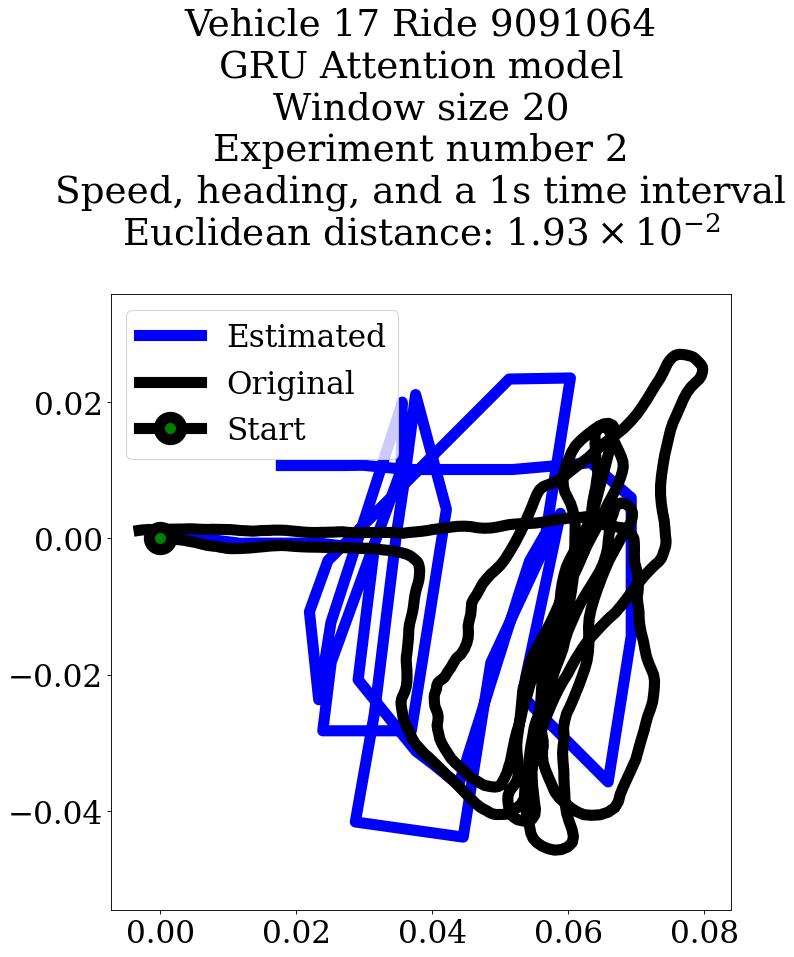 Vehicle 17 Ride 9091064
GRU Attention model
Window size 20
Experiment number 2
Speed, heading, and a 1s time interval
Euclidean distance: 1.93 × 10⁻²
Estimated
Original
Start
0.02
0.00
−0.02
−0.04
0.00 0.02 0.04 0.06 0.08